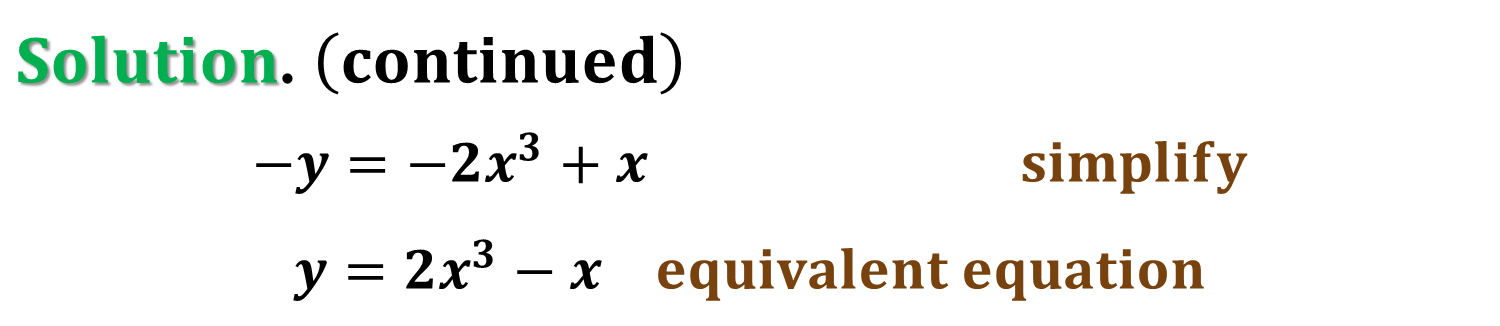 Solution. (continued)
−y = −2x³ + x simplify
y = 2x³ − x equivalent equation